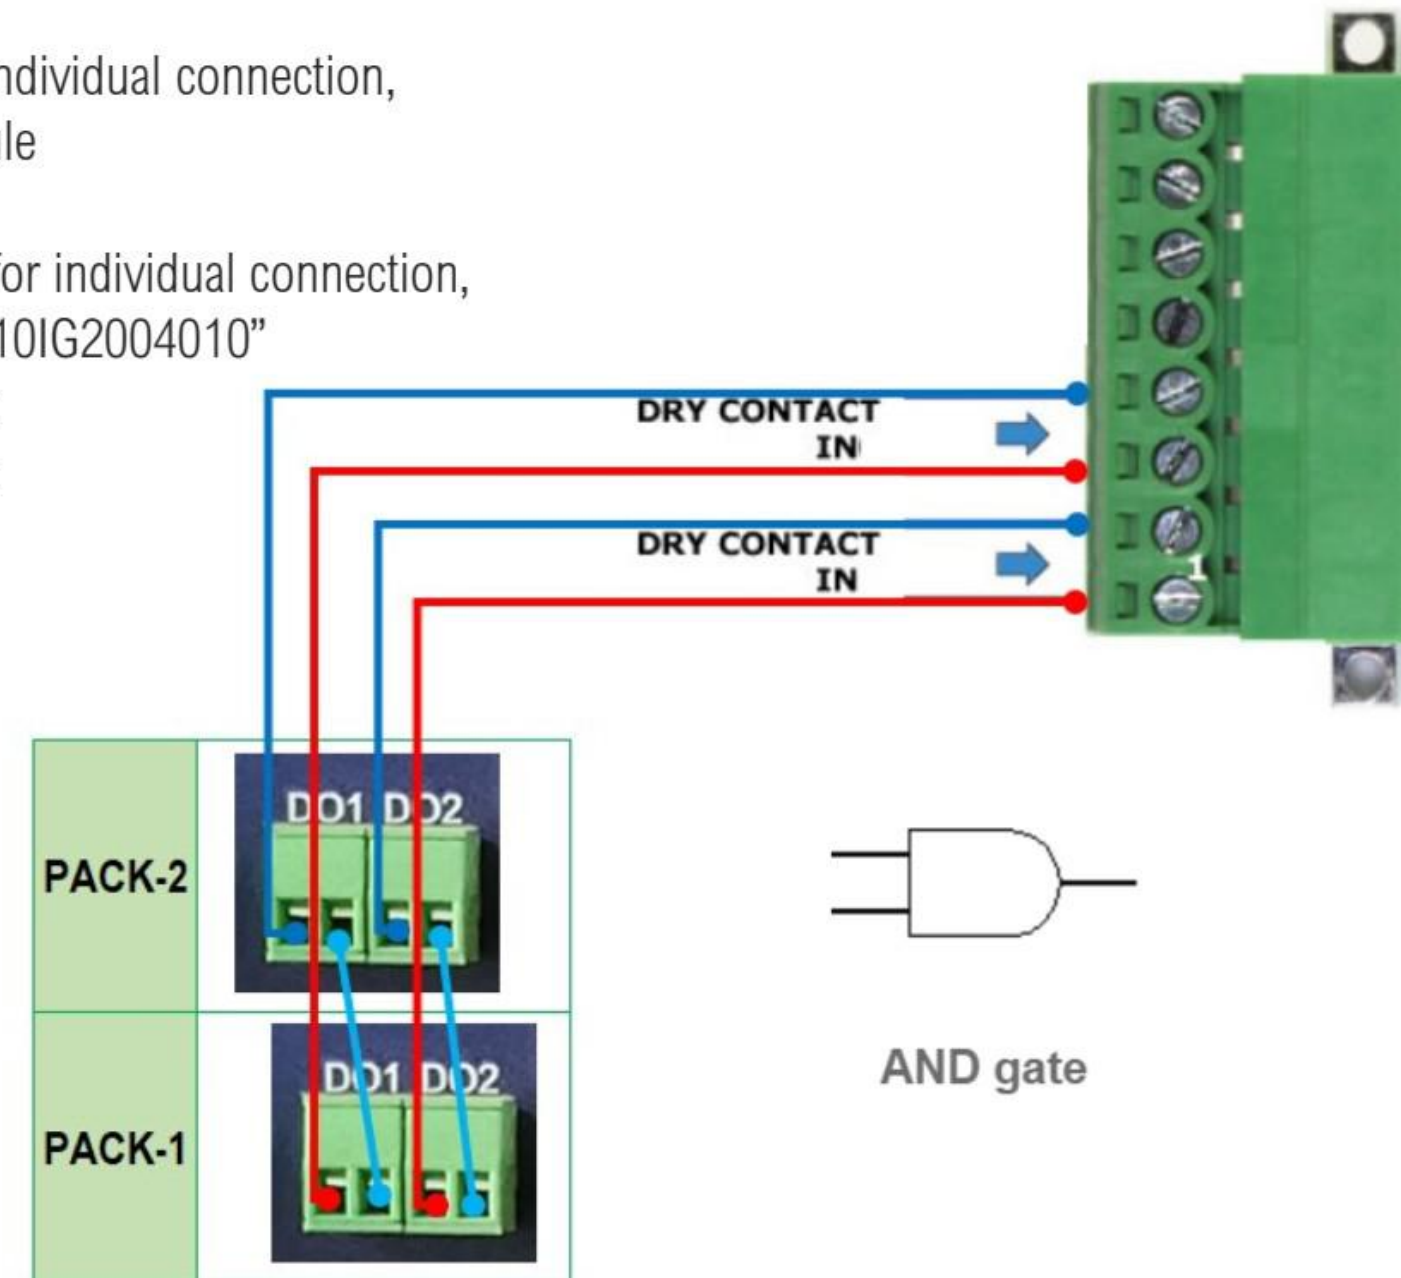 ndividual connection,
le
for individual connection,
10IG2004010”
DRY CONTACT
IN
DRY CONTACT
IN
1
DO1 DO2
PACK-2
DO1 DO2
PACK-1
AND gate